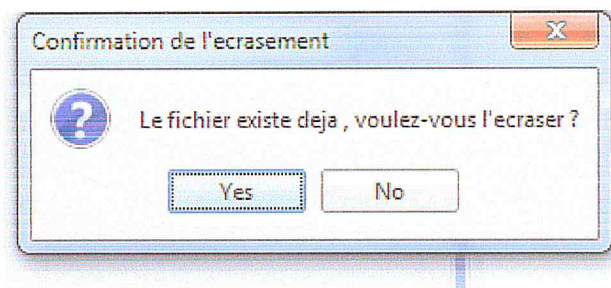 Confirmation de l'ecrasement
Le fichier existe deja , voulez-vous l'ecraser ?
Yes
No